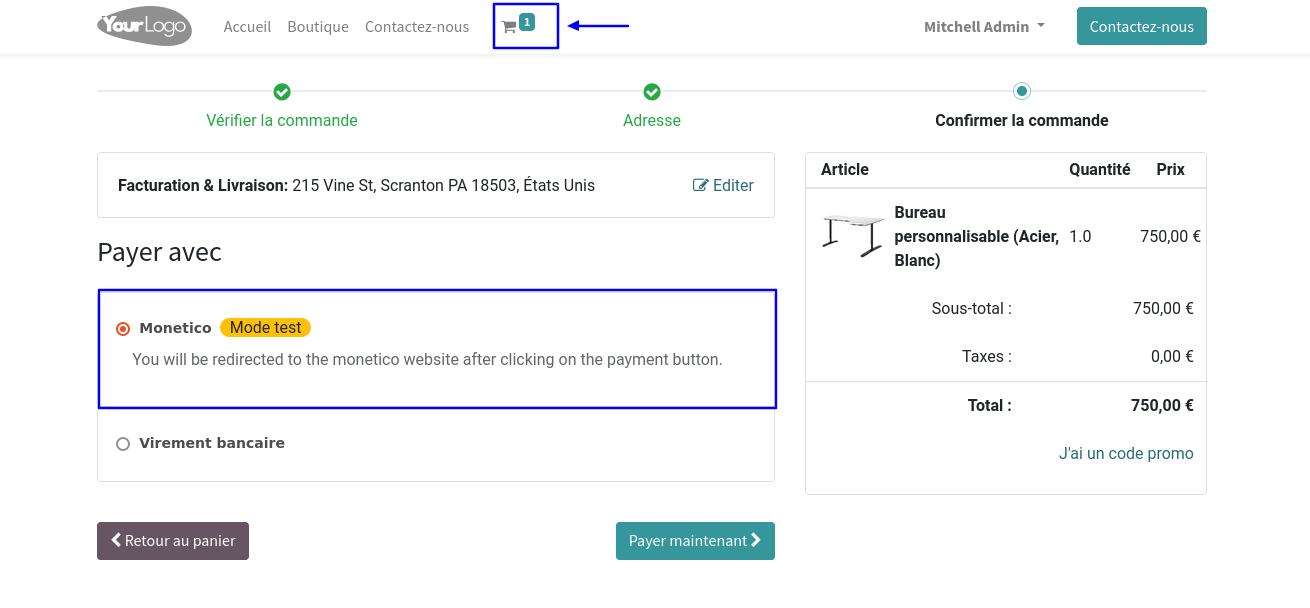 YourLogo Accueil Boutique Contactez-nous 1 Mitchell Admin Contactez-nous
Vérifier la commande Adresse Confirmer la commande
Facturation & Livraison: 215 Vine St, Scranton PA 18503, États Unis Editer
Payer avec
Monetico Mode test
You will be redirected to the monetico website after clicking on the payment button.
Virement bancaire
Retour au panier Payer maintenant
Article Quantité Prix
Bureau
personnalisable (Acier, 1.0 750,00 €
Blanc)
Sous-total : 750,00 €
Taxes : 0,00 €
Total : 750,00 €
J'ai un code promo